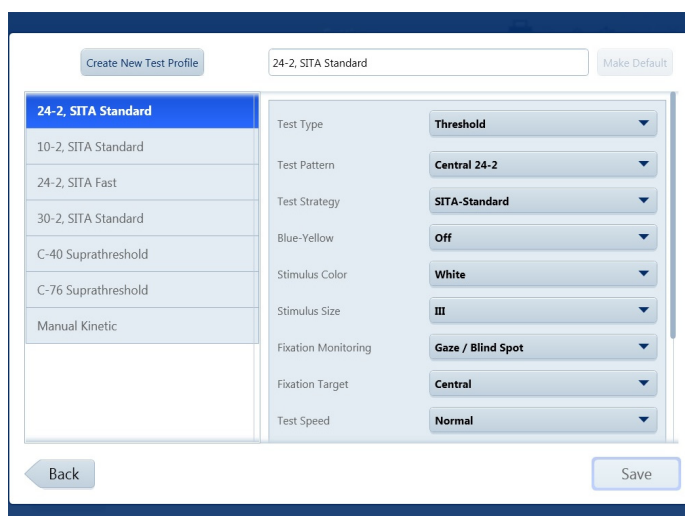 Create New Test Profile
24-2, SITA Standard
Make Default
24-2, SITA Standard
10-2, SITA Standard
24-2, SITA Fast
30-2, SITA Standard
C-40 Suprathreshold
C-76 Suprathreshold
Manual Kinetic
Test Type Threshold
Test Pattern Central 24-2
Test Strategy SITA-Standard
Blue-Yellow Off
Stimulus Color White
Stimulus Size III
Fixation Monitoring Gaze / Blind Spot
Fixation Target Central
Test Speed Normal
Back
Save